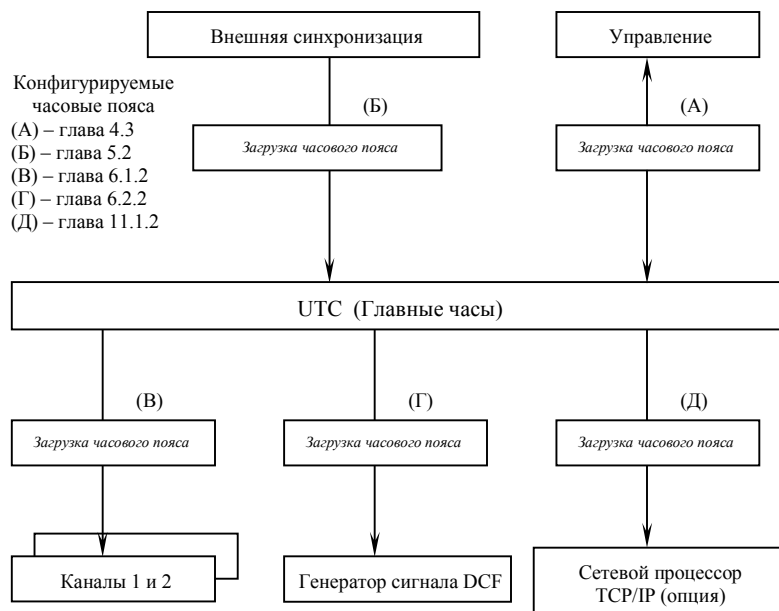 Внешняя синхронизация
Управление
Конфигурируемые
часовые пояса
(А) – глава 4.3
(Б) – глава 5.2
(В) – глава 6.1.2
(Г) – глава 6.2.2
(Д) – глава 11.1.2
(Б)
(А)
Загрузка часового пояса
Загрузка часового пояса
UTC (Главные часы)
(В)
(Г)
(Д)
Загрузка часового пояса
Загрузка часового пояса
Загрузка часового пояса
Каналы 1 и 2
Генератор сигнала DCF
Сетевой процессор
TCP/IP (опция)